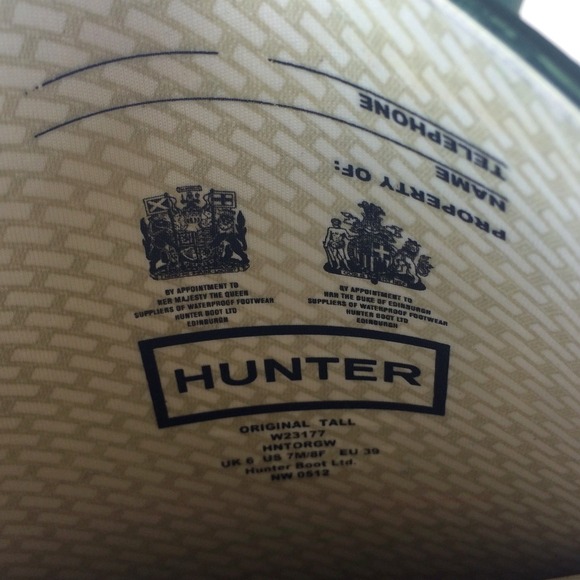 PROPERTY OF:
NAME
TELEPHONE
BY APPOINTMENT TO
HER MAJESTY THE QUEEN
SUPPLIERS OF WATERPROOF FOOTWEAR
HUNTER BOOT LTD
EDINBURGH
BY APPOINTMENT TO
HRH THE DUKE OF EDINBURGH
SUPPLIERS OF WATERPROOF FOOTWEAR
HUNTER BOOT LTD
EDINBURGH
HUNTER
ORIGINAL TALL
W23177
HNTORGW
UK 6 US 7M/8F EU 39
Hunter Boot Ltd.
NW 0512